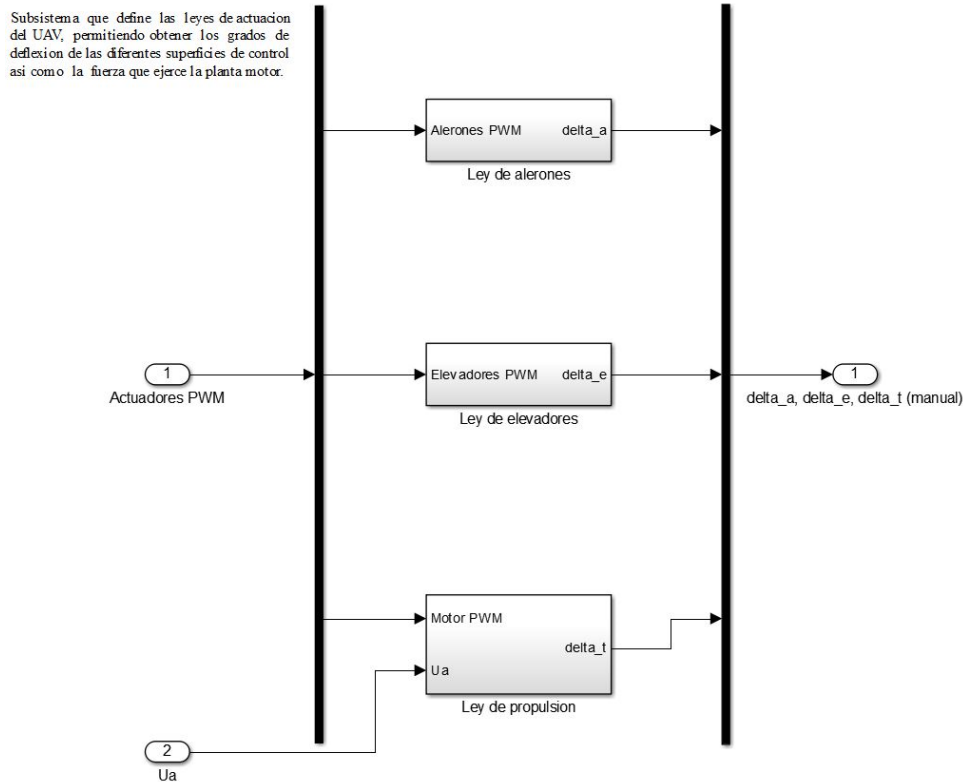 Subsistema que define las leyes de actuacion
del UAV, permitiendo obtener los grados de
deflexion de las diferentes superficies de control
asi como la fuerza que ejerce la planta motor.
Alerones PWM delta_a
Ley de alerones
1
Actuadores PWM
Elevadores PWM delta_e
Ley de elevadores
1
delta_a, delta_e, delta_t (manual)
Motor PWM
delta_t
Ua
Ley de propulsion
2
Ua